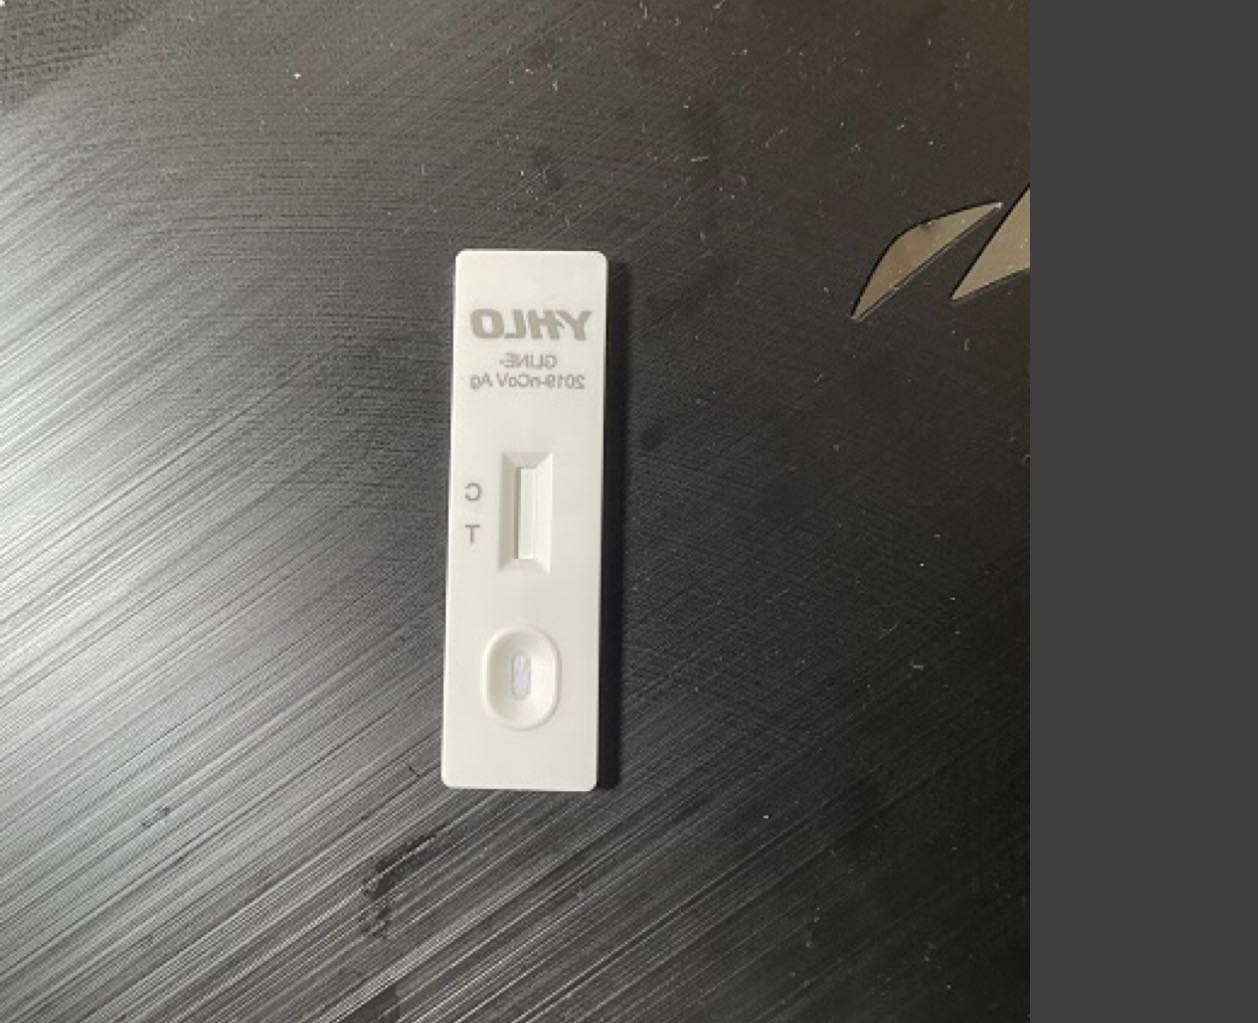 YHLO
GLINE-
2019-nCoV Ag
C
T